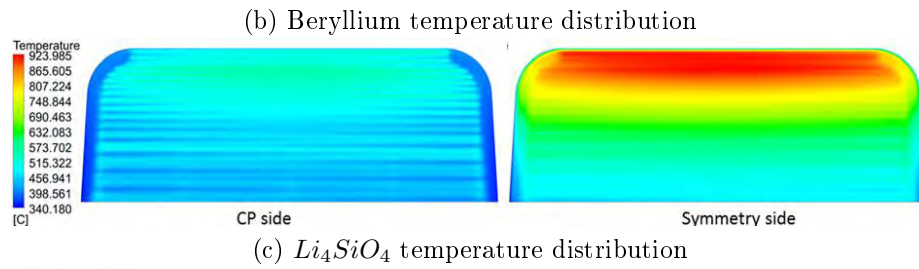 (b) Beryllium temperature distribution
Temperature
923.985
865.605
807.224
748.844
690.463
632.083
573.702
515.322
456.941
398.561
340.180
[C]
CP side
Symmetry side
(c) Li₄SiO₄ temperature distribution